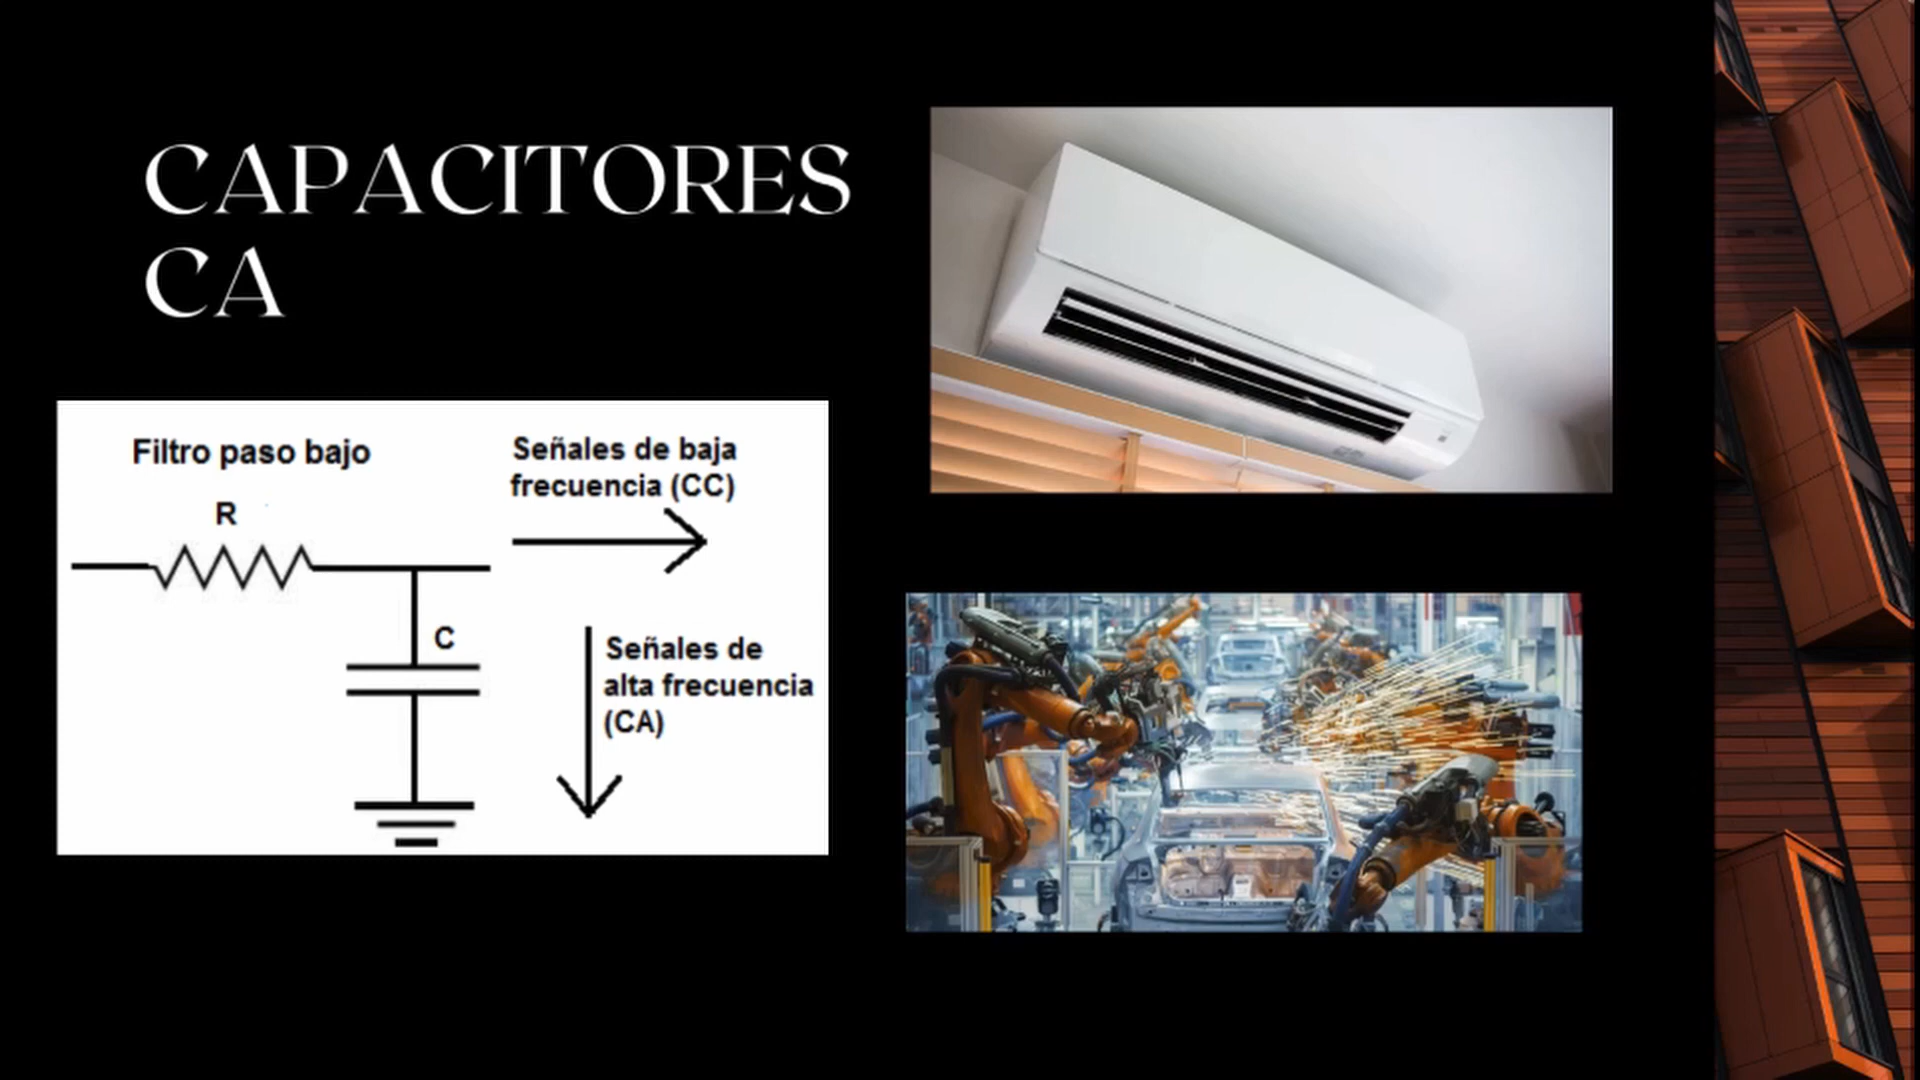 CAPACITORES
CA
Filtro paso bajo
R
Señales de baja
frecuencia (CC)
C
Señales de
alta frecuencia
(CA)